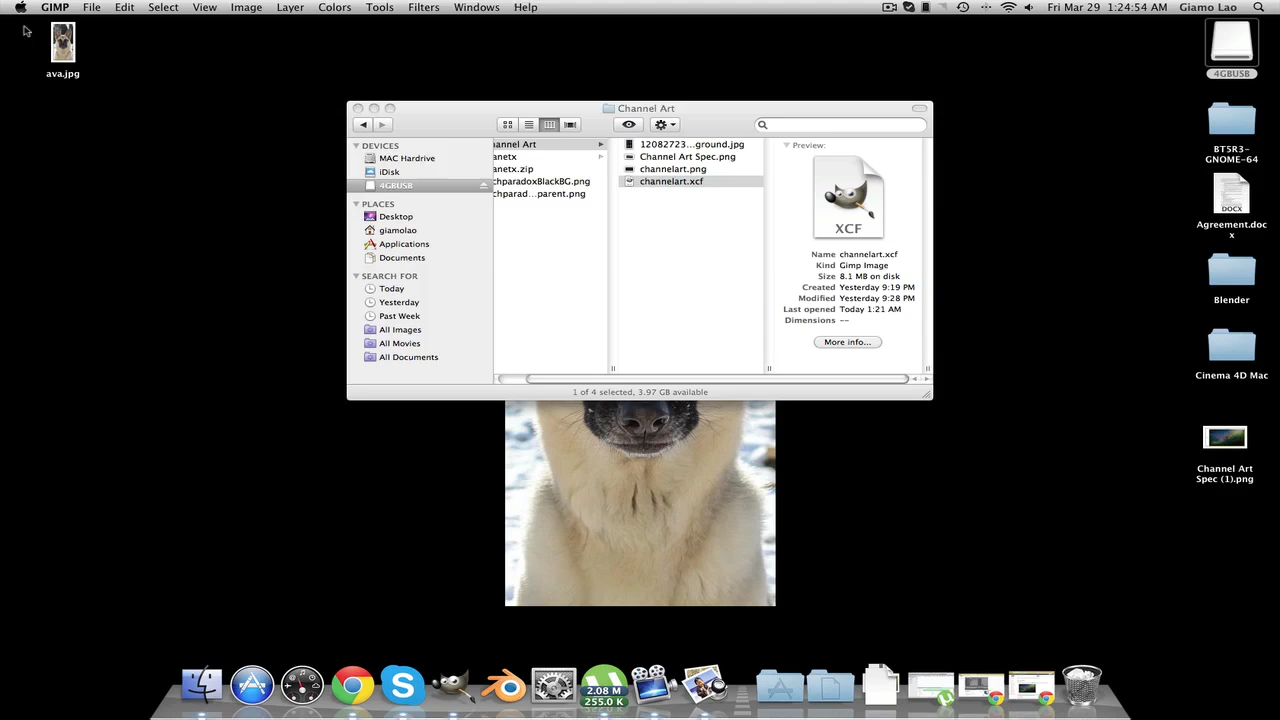 GIMP File Edit Select View Image Layer Colors Tools Filters Windows Help Fri Mar 29 1:24:54 AM Giamo Lao
ava.jpg
4GBUSB
BT5R3-
GNOME-64
DOCX
Agreement.doc
x
Blender
Cinema 4D Mac
Channel Art
Spec (1).png
Channel Art
DEVICES
MAC Hardrive
iDisk
4GBUSB
PLACES
Desktop
giamolao
Applications
Documents
SEARCH FOR
Today
Yesterday
Past Week
All Images
All Movies
All Documents
hannel Art
anetx
anetx.zip
chparadoxBlackBG.png
chparad...parent.png
12082723...ground.jpg
Channel Art Spec.png
channelart.png
channelart.xcf
Preview:
XCF
Name channelart.xcf
Kind Gimp Image
Size 8.1 MB on disk
Created Yesterday 9:19 PM
Modified Yesterday 9:28 PM
Last opened Today 1:21 AM
Dimensions --
More info...
1 of 4 selected, 3.97 GB available
2.08 M
255.0 K